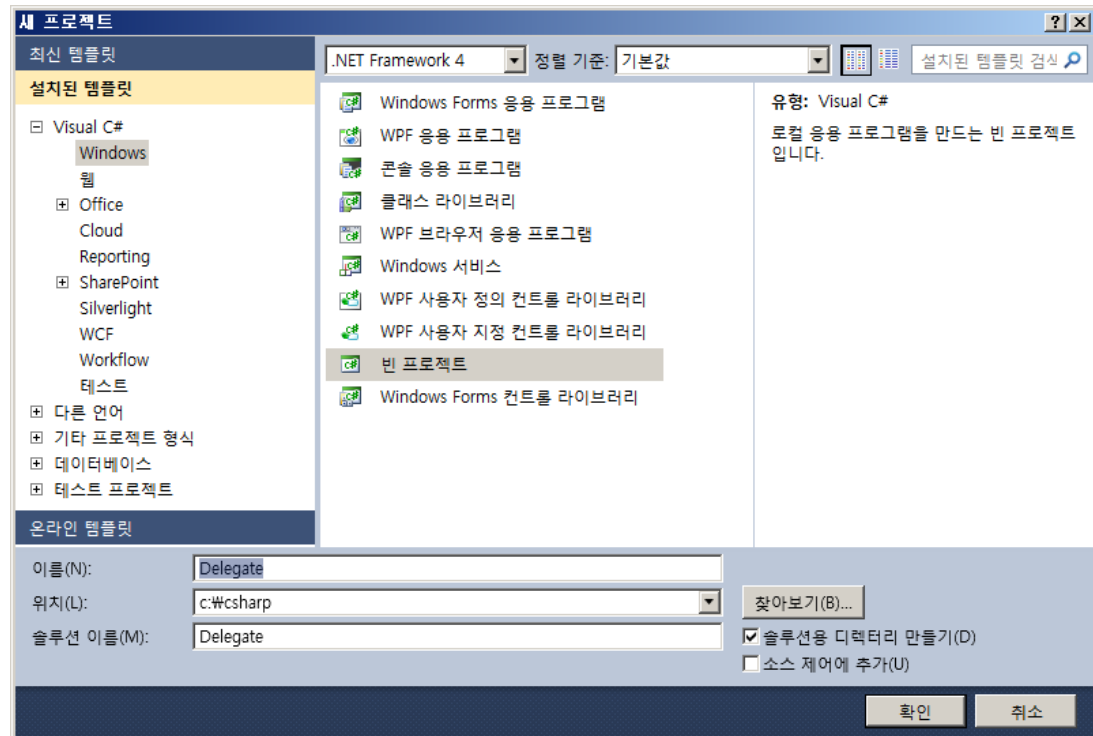 새 프로젝트
최신 템플릿
설치된 템플릿
Visual C#
Windows
웹
Office
Cloud
Reporting
SharePoint
Silverlight
WCF
Workflow
테스트
다른 언어
기타 프로젝트 형식
데이터베이스
테스트 프로젝트
온라인 템플릿
.NET Framework 4
정렬 기준: 기본값
설치된 템플릿 검색
Windows Forms 응용 프로그램
WPF 응용 프로그램
콘솔 응용 프로그램
클래스 라이브러리
WPF 브라우저 응용 프로그램
Windows 서비스
WPF 사용자 정의 컨트롤 라이브러리
WPF 사용자 지정 컨트롤 라이브러리
빈 프로젝트
Windows Forms 컨트롤 라이브러리
유형: Visual C#
로컬 응용 프로그램을 만드는 빈 프로젝트
입니다.
이름(N): Delegate
위치(L): c:₩csharp
찾아보기(B)...
솔루션 이름(M): Delegate
솔루션용 디렉터리 만들기(D)
소스 제어에 추가(U)
확인
취소